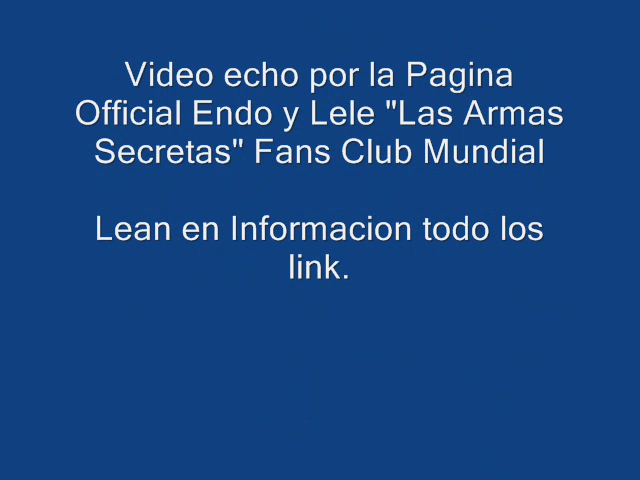 Video echo por la Pagina
Official Endo y Lele "Las Armas
Secretas" Fans Club Mundial
Lean en Informacion todo los
link.